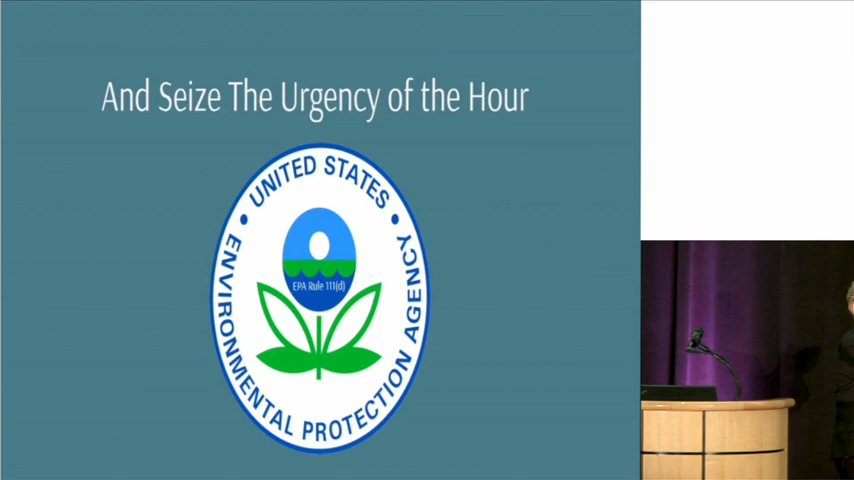 And Seize The Urgency of the Hour
UNITED STATES
ENVIRONMENTAL PROTECTION AGENCY
EPA Rule 111(d)